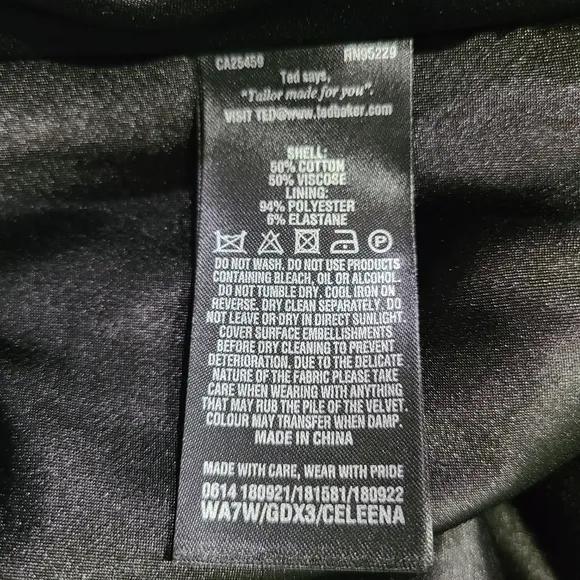 CA25459 RN95229
Ted says,
"Tailor made for you".
VISIT TED@www.tedbaker.com
SHELL:
50% COTTON
50% VISCOSE
LINING:
94% POLYESTER
6% ELASTANE
P
DO NOT WASH. DO NOT USE PRODUCTS
CONTAINING BLEACH, OIL OR ALCOHOL.
DO NOT TUMBLE DRY. COOL IRON ON
REVERSE. DRY CLEAN SEPARATELY. DO
NOT LEAVE OR DRY IN DIRECT SUNLIGHT.
COVER SURFACE EMBELLISHMENTS
BEFORE DRY CLEANING TO PREVENT
DETERIORATION. DUE TO THE DELICATE
NATURE OF THE FABRIC PLEASE TAKE
CARE WHEN WEARING WITH ANYTHING
THAT MAY RUB THE PILE OF THE VELVET.
COLOUR MAY TRANSFER WHEN DAMP.
MADE IN CHINA
MADE WITH CARE, WEAR WITH PRIDE
0614 180921/181581/180922
WA7W/GDX3/CELEENA